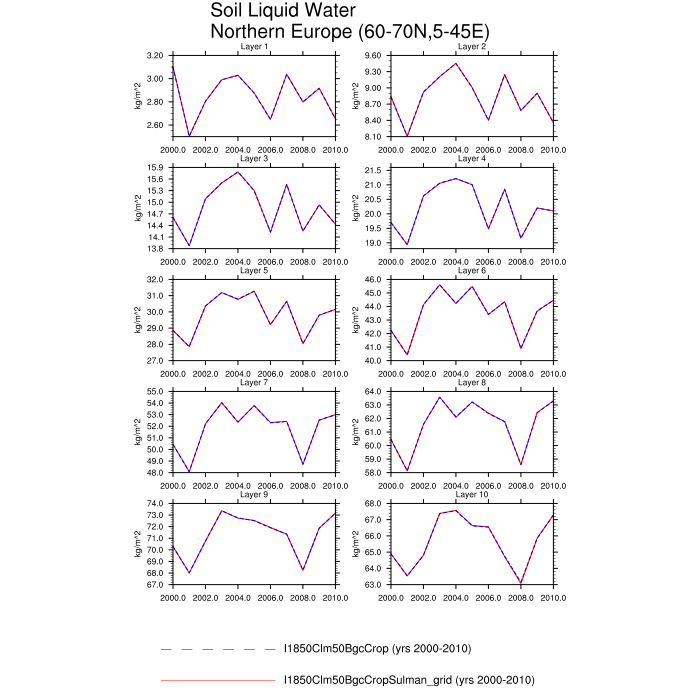 Soil Liquid Water
Northern Europe (60-70N,5-45E)
Layer 1
Layer 2
3.20
3.00
2.80
2.60
kg/m^2
2000.0 2002.0 2004.0 2006.0 2008.0 2010.0
9.60
9.30
9.00
8.70
8.40
8.10
kg/m^2
2000.0 2002.0 2004.0 2006.0 2008.0 2010.0
Layer 3
Layer 4
15.9
15.6
15.3
15.0
14.7
14.4
14.1
13.8
kg/m^2
2000.0 2002.0 2004.0 2006.0 2008.0 2010.0
21.5
21.0
20.5
20.0
19.5
19.0
kg/m^2
2000.0 2002.0 2004.0 2006.0 2008.0 2010.0
Layer 5
Layer 6
32.0
31.0
30.0
29.0
28.0
27.0
kg/m^2
2000.0 2002.0 2004.0 2006.0 2008.0 2010.0
46.0
45.0
44.0
43.0
42.0
41.0
40.0
kg/m^2
2000.0 2002.0 2004.0 2006.0 2008.0 2010.0
Layer 7
Layer 8
55.0
54.0
53.0
52.0
51.0
50.0
49.0
48.0
kg/m^2
2000.0 2002.0 2004.0 2006.0 2008.0 2010.0
64.0
63.0
62.0
61.0
60.0
59.0
58.0
kg/m^2
2000.0 2002.0 2004.0 2006.0 2008.0 2010.0
Layer 9
Layer 10
74.0
73.0
72.0
71.0
70.0
69.0
68.0
67.0
kg/m^2
2000.0 2002.0 2004.0 2006.0 2008.0 2010.0
68.0
67.0
66.0
65.0
64.0
63.0
kg/m^2
2000.0 2002.0 2004.0 2006.0 2008.0 2010.0
I1850Clm50BgcCrop (yrs 2000-2010)
I1850Clm50BgcCropSulman_grid (yrs 2000-2010)